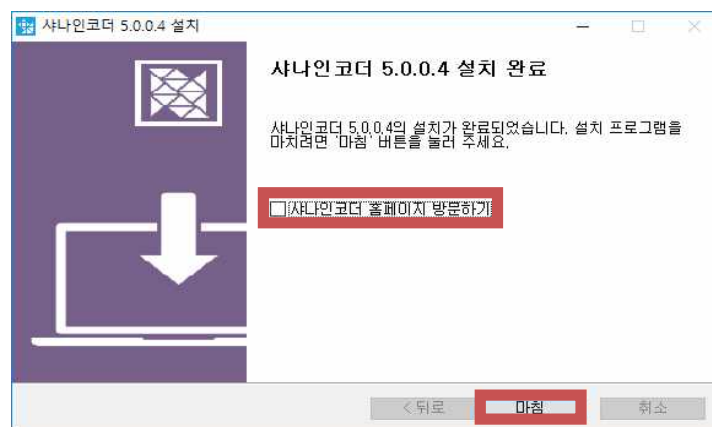 샤나인코더 5.0.0.4 설치
샤나인코더 5.0.0.4 설치 완료
샤나인코더 5.0.0.4의 설치가 완료되었습니다. 설치 프로그램을
마치려면 '마침' 버튼을 눌러 주세요.
샤나인코더 홈페이지 방문하기
< 뒤로 마침 취소